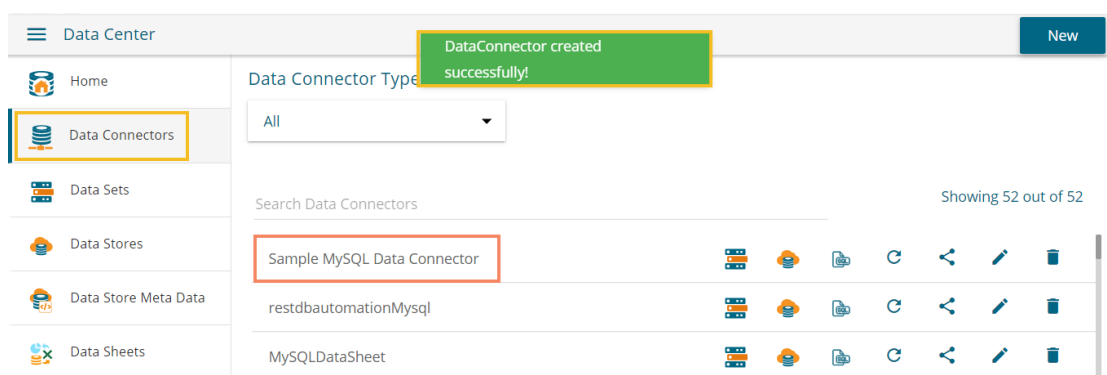 Data Center
DataConnector created
successfully!
New
Home
Data Connectors
Data Sets
Data Stores
Data Store Meta Data
Data Sheets
Data Connector Type
All
Search Data Connectors
Showing 52 out of 52
Sample MySQL Data Connector
restdbautomationMysql
MySQLDataSheet